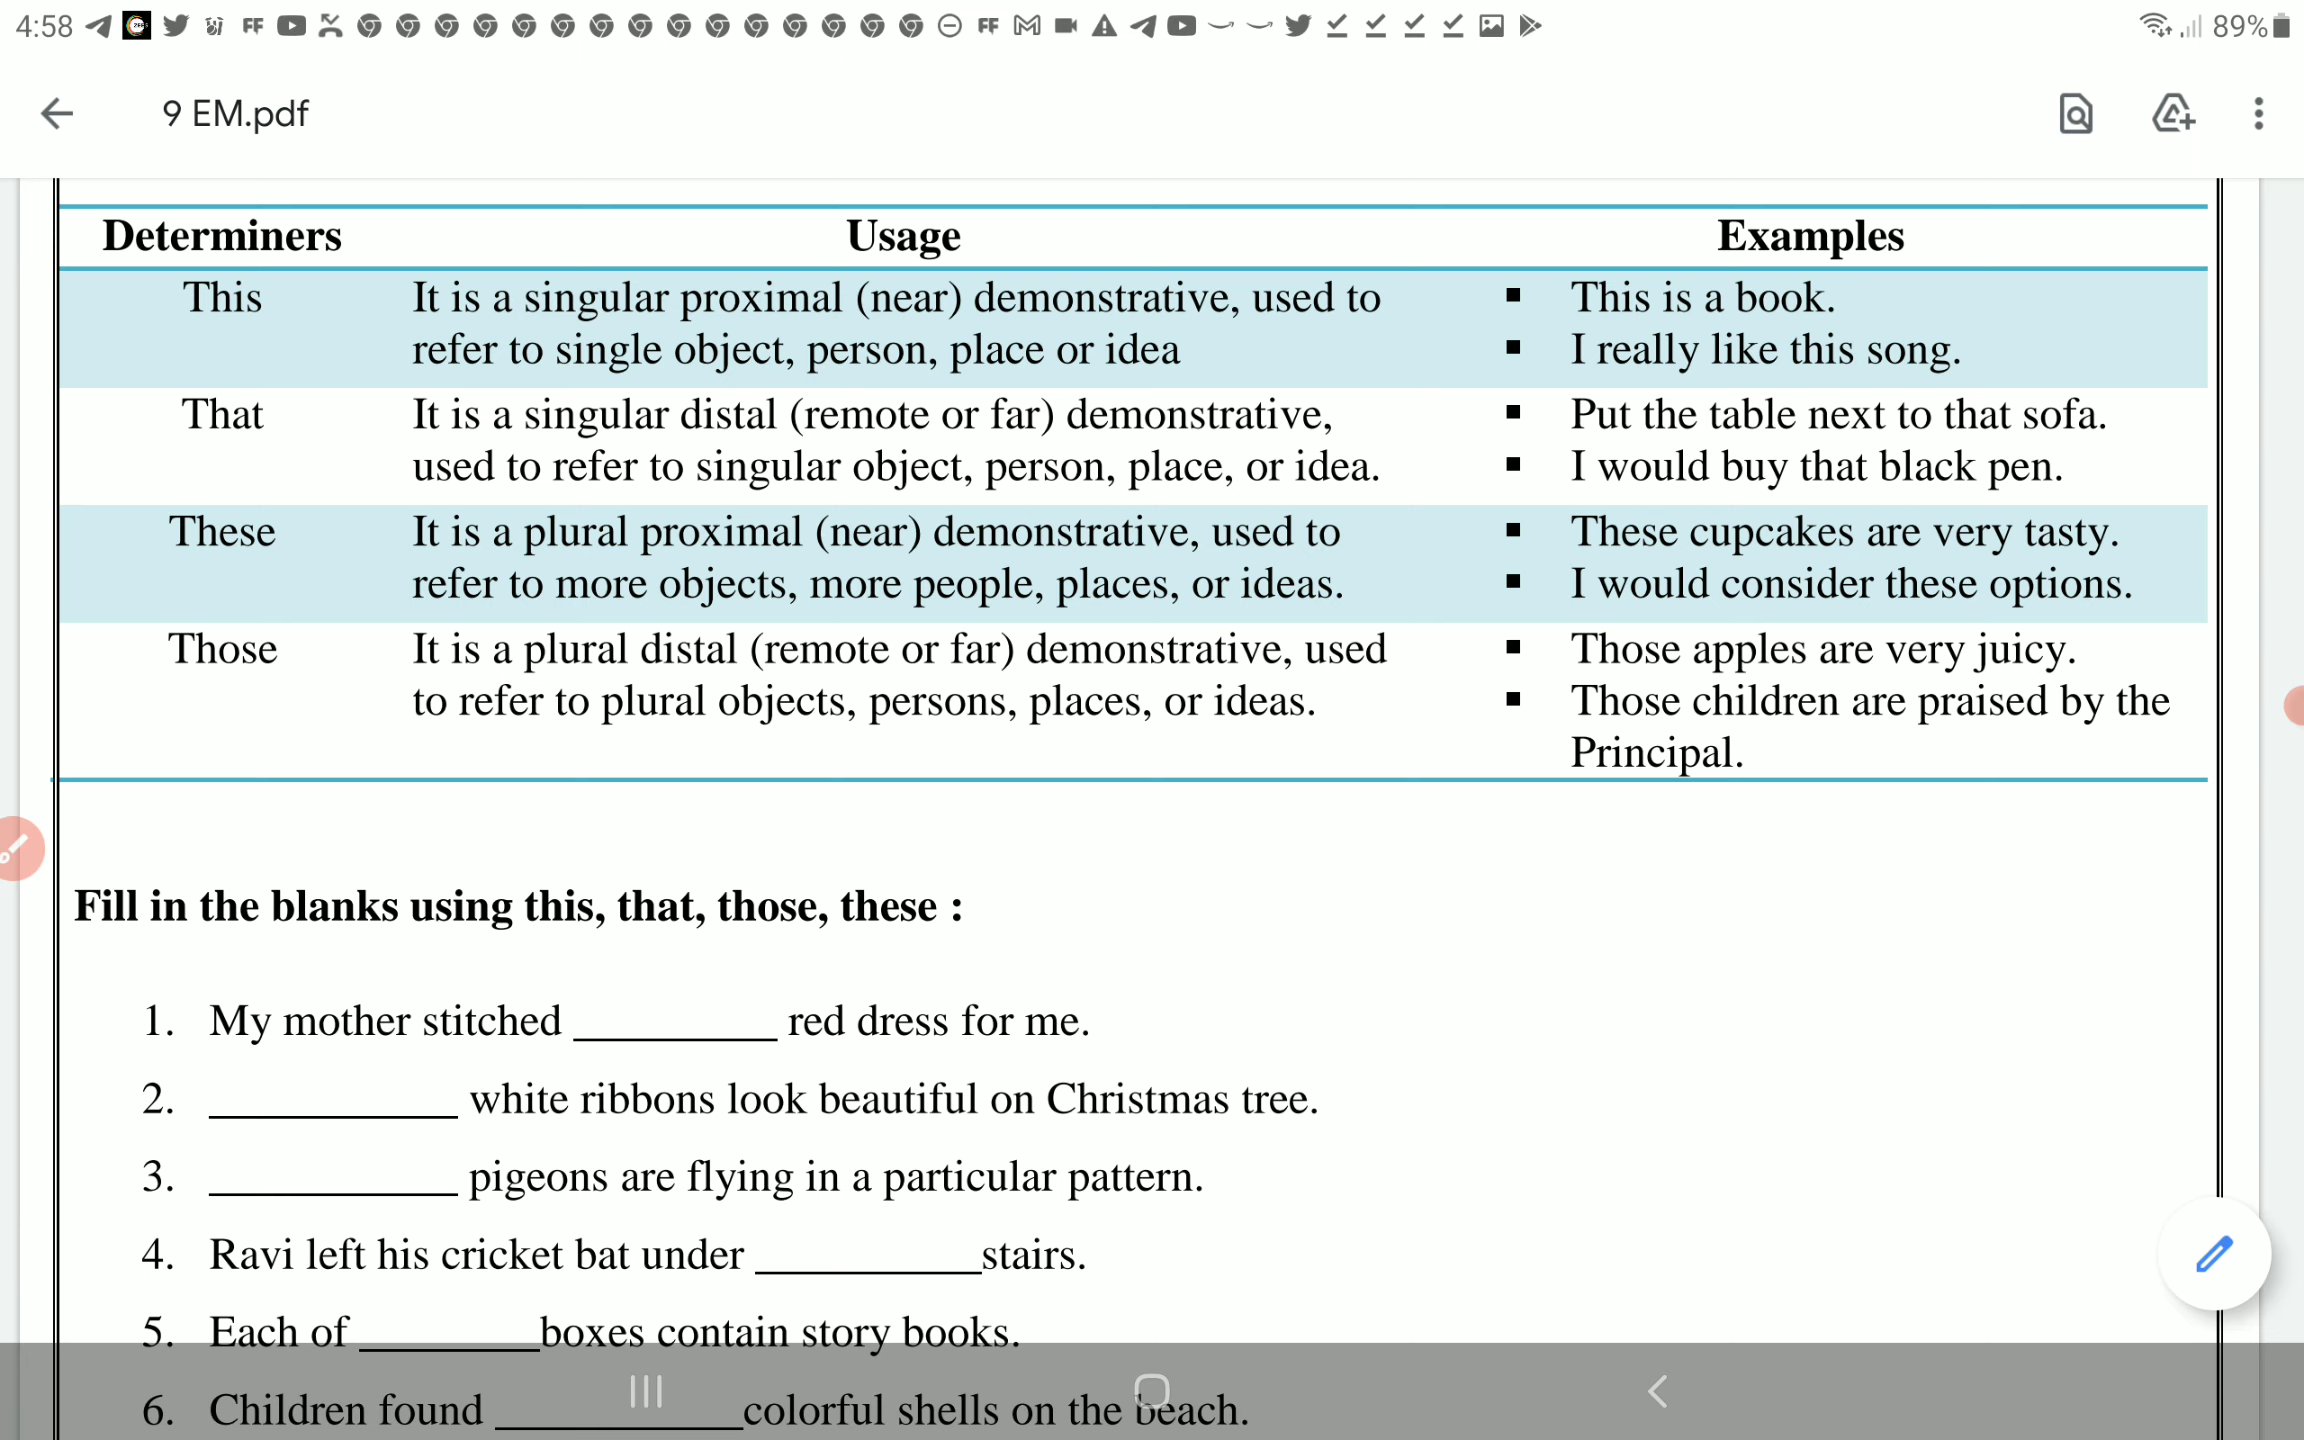 4:58 FF FF 89%
9 EM.pdf
Determiners Usage Examples
This It is a singular proximal (near) demonstrative, used to ▪ This is a book.
refer to single object, person, place or idea ▪ I really like this song.
That It is a singular distal (remote or far) demonstrative, ▪ Put the table next to that sofa.
used to refer to singular object, person, place, or idea. ▪ I would buy that black pen.
These It is a plural proximal (near) demonstrative, used to ▪ These cupcakes are very tasty.
refer to more objects, more people, places, or ideas. ▪ I would consider these options.
Those It is a plural distal (remote or far) demonstrative, used ▪ Those apples are very juicy.
to refer to plural objects, persons, places, or ideas. ▪ Those children are praised by the
Principal.
Fill in the blanks using this, that, those, these :
1. My mother stitched _________ red dress for me.
2. ___________ white ribbons look beautiful on Christmas tree.
3. ___________ pigeons are flying in a particular pattern.
4. Ravi left his cricket bat under __________stairs.
5. Each of ________boxes contain story books.
6. Children found ___________colorful shells on the beach.